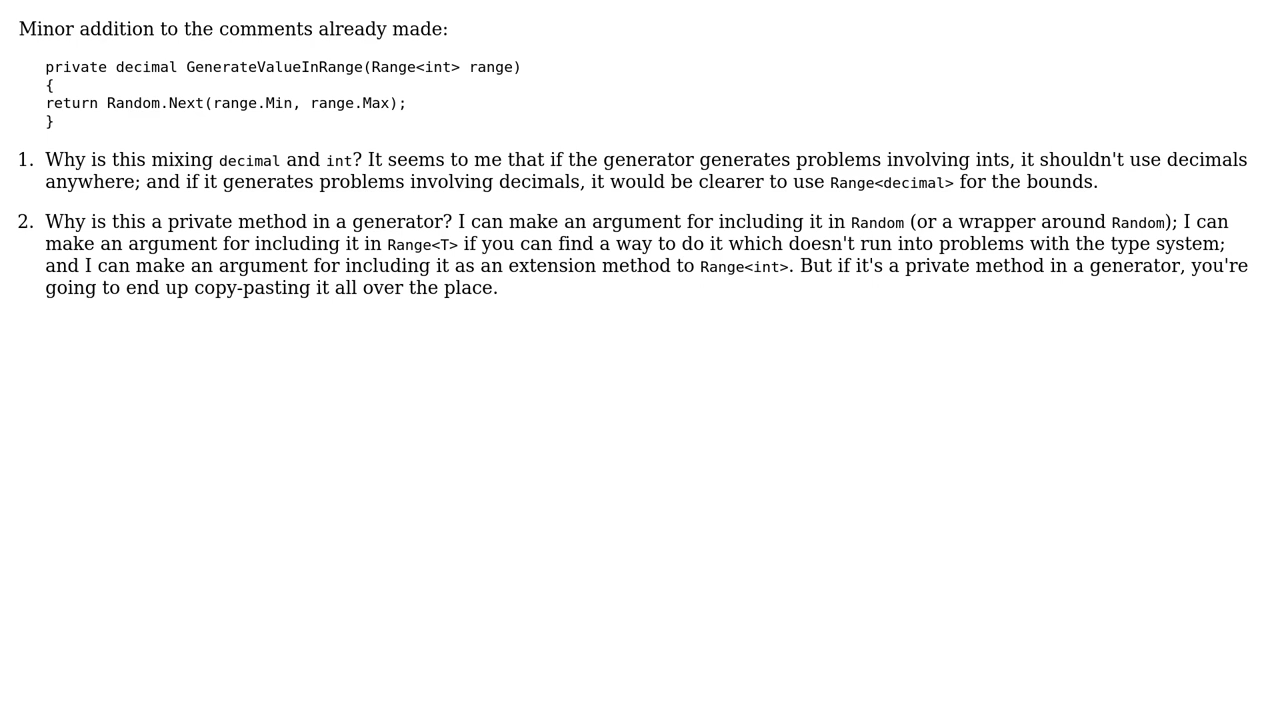 Minor addition to the comments already made:
private decimal GenerateValueInRange(Range<int> range)
{
return Random.Next(range.Min, range.Max);
}
1. Why is this mixing decimal and int? It seems to me that if the generator generates problems involving ints, it shouldn't use decimals
anywhere; and if it generates problems involving decimals, it would be clearer to use Range<decimal> for the bounds.
2. Why is this a private method in a generator? I can make an argument for including it in Random (or a wrapper around Random); I can
make an argument for including it in Range<T> if you can find a way to do it which doesn't run into problems with the type system;
and I can make an argument for including it as an extension method to Range<int>. But if it's a private method in a generator, you're
going to end up copy-pasting it all over the place.